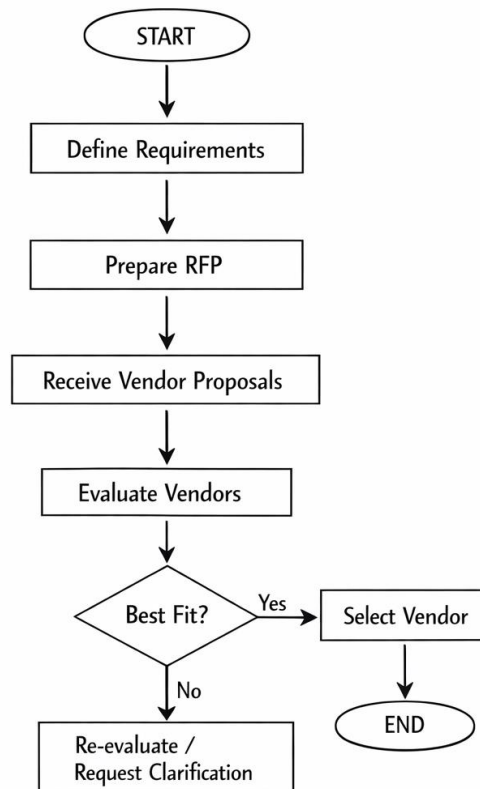 START
Define Requirements
Prepare RFP
Receive Vendor Proposals
Evaluate Vendors
Best Fit?
Yes
Select Vendor
No
END
Re-evaluate /
Request Clarification